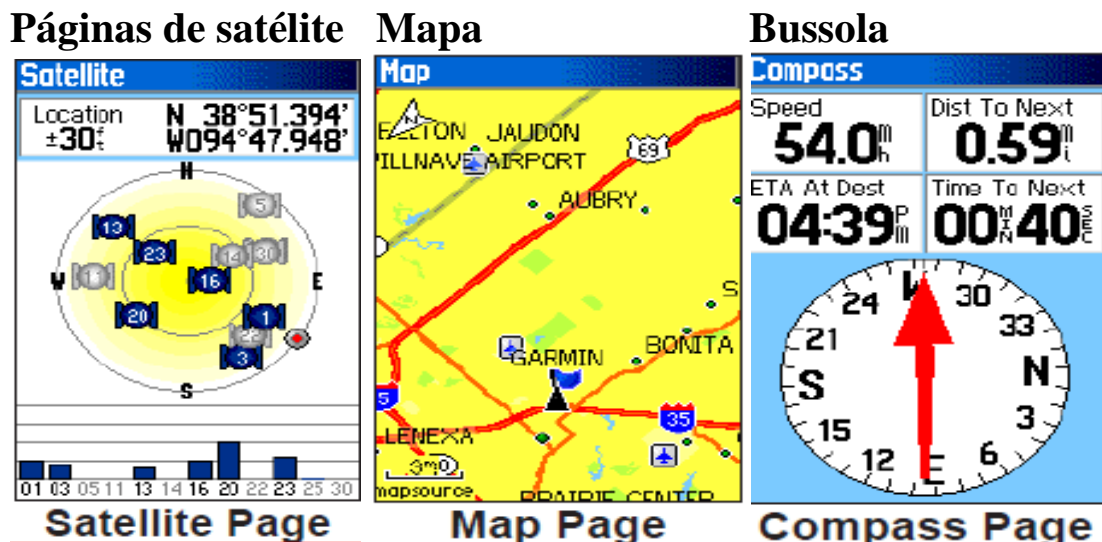 Páginas de satélite
Satellite
Location N 38°51.394'
±30ft W094°47.948'
N
5
13
23
14 30
W 11 16 E
20 1
22
3
S
01 03 05 11 13 14 16 20 22 23 25 30
Satellite Page
Mapa
Map
N
JAUDON
69
AIRPORT
AUBRY
S
BONITA
GARMIN
5
35
LENEXA
mapsource
PRAIRIE CENTER
Map Page
Bussola
Compass
Speed Dist To Next
54.0mh 0.59mi
ETA At Dest Time To Next
04:39Pm 00MIN40SEC
24 W 30
21 33
S N
15 3
12 E 6
Compass Page